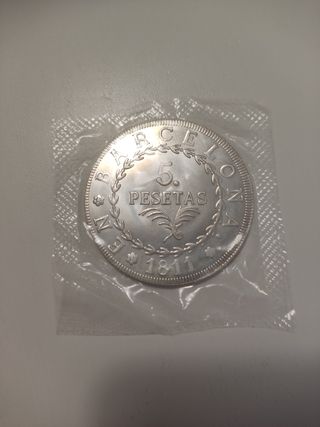 EN BARCELONA
5.
PESETAS
1811